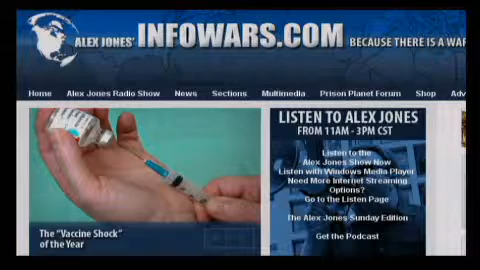 ALEX JONES' INFOWARS.COM BECAUSE THERE IS A WAR
Home Alex Jones Radio Show News Sections Multimedia Prison Planet Forum Shop Adv
LISTEN TO ALEX JONES
FROM 11AM - 3PM CST
Listen to the
Alex Jones Show Now
Listen with Windows Media Player
Need More Internet Streaming
Options?
Go to the Listen Page
The Alex Jones Sunday Edition
Get the Podcast
The "Vaccine Shock"
of the Year